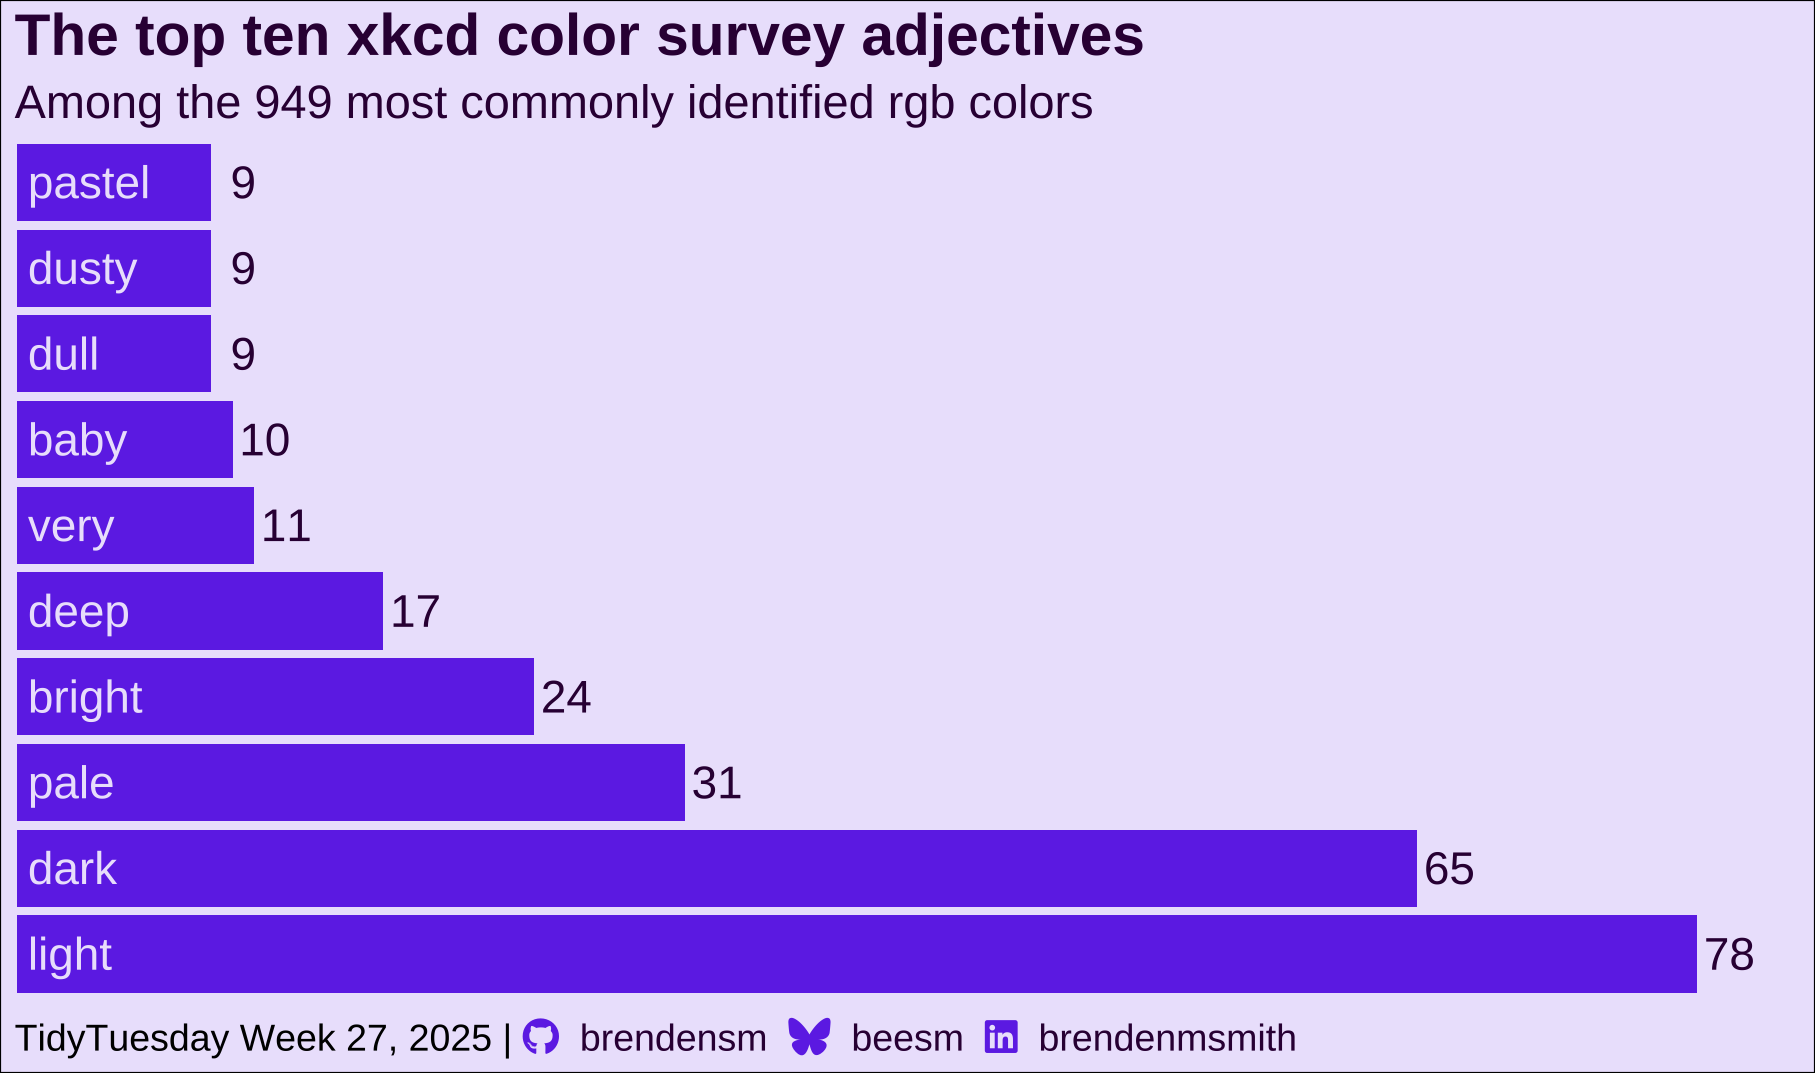 The top ten xkcd color survey adjectives
Among the 949 most commonly identified rgb colors
pastel 9
dusty 9
dull 9
baby 10
very 11
deep 17
bright 24
pale 31
dark 65
light 78
TidyTuesday Week 27, 2025 | brendensm beesm in brendenmsmith